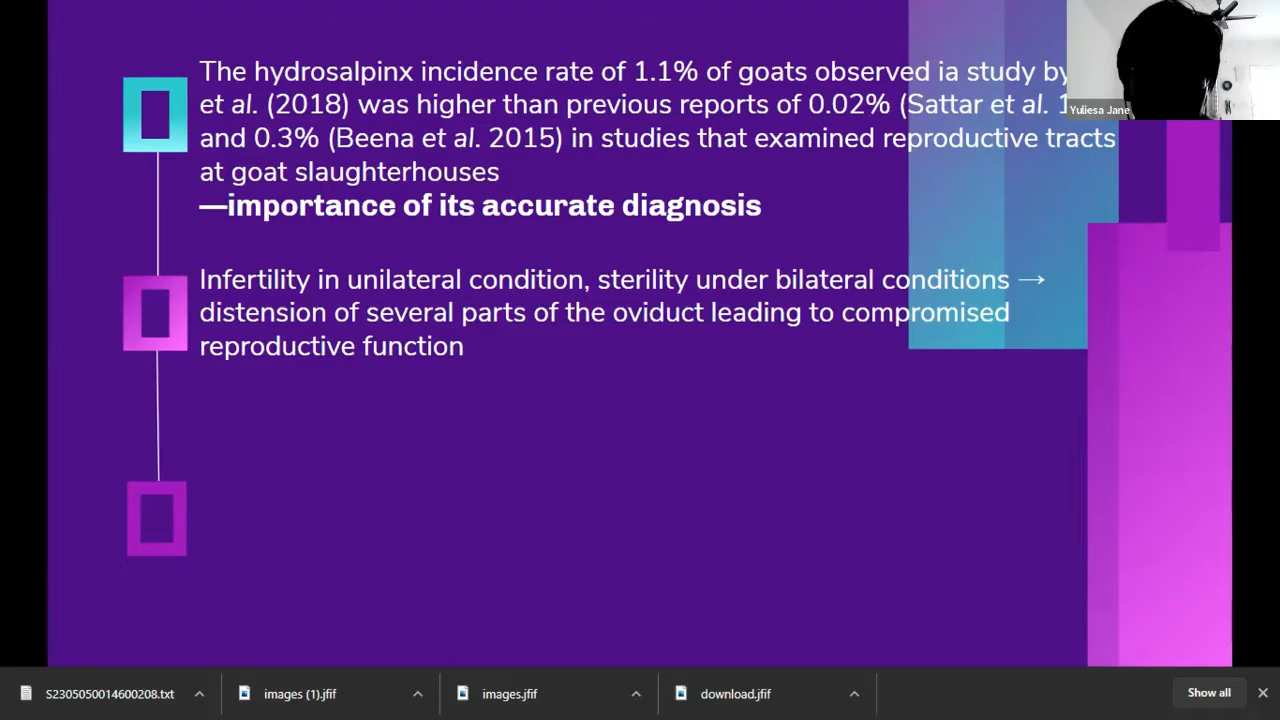 The hydrosalpinx incidence rate of 1.1% of goats observed ia study by
et al. (2018) was higher than previous reports of 0.02% (Sattar et al.
and 0.3% (Beena et al. 2015) in studies that examined reproductive tracts
at goat slaughterhouses
—importance of its accurate diagnosis
Infertility in unilateral condition, sterility under bilateral conditions →
distension of several parts of the oviduct leading to compromised
reproductive function
Yuliesa Jane
S2305050014600208.txt
images (1).jfif
images.jfif
download.jfif
Show all